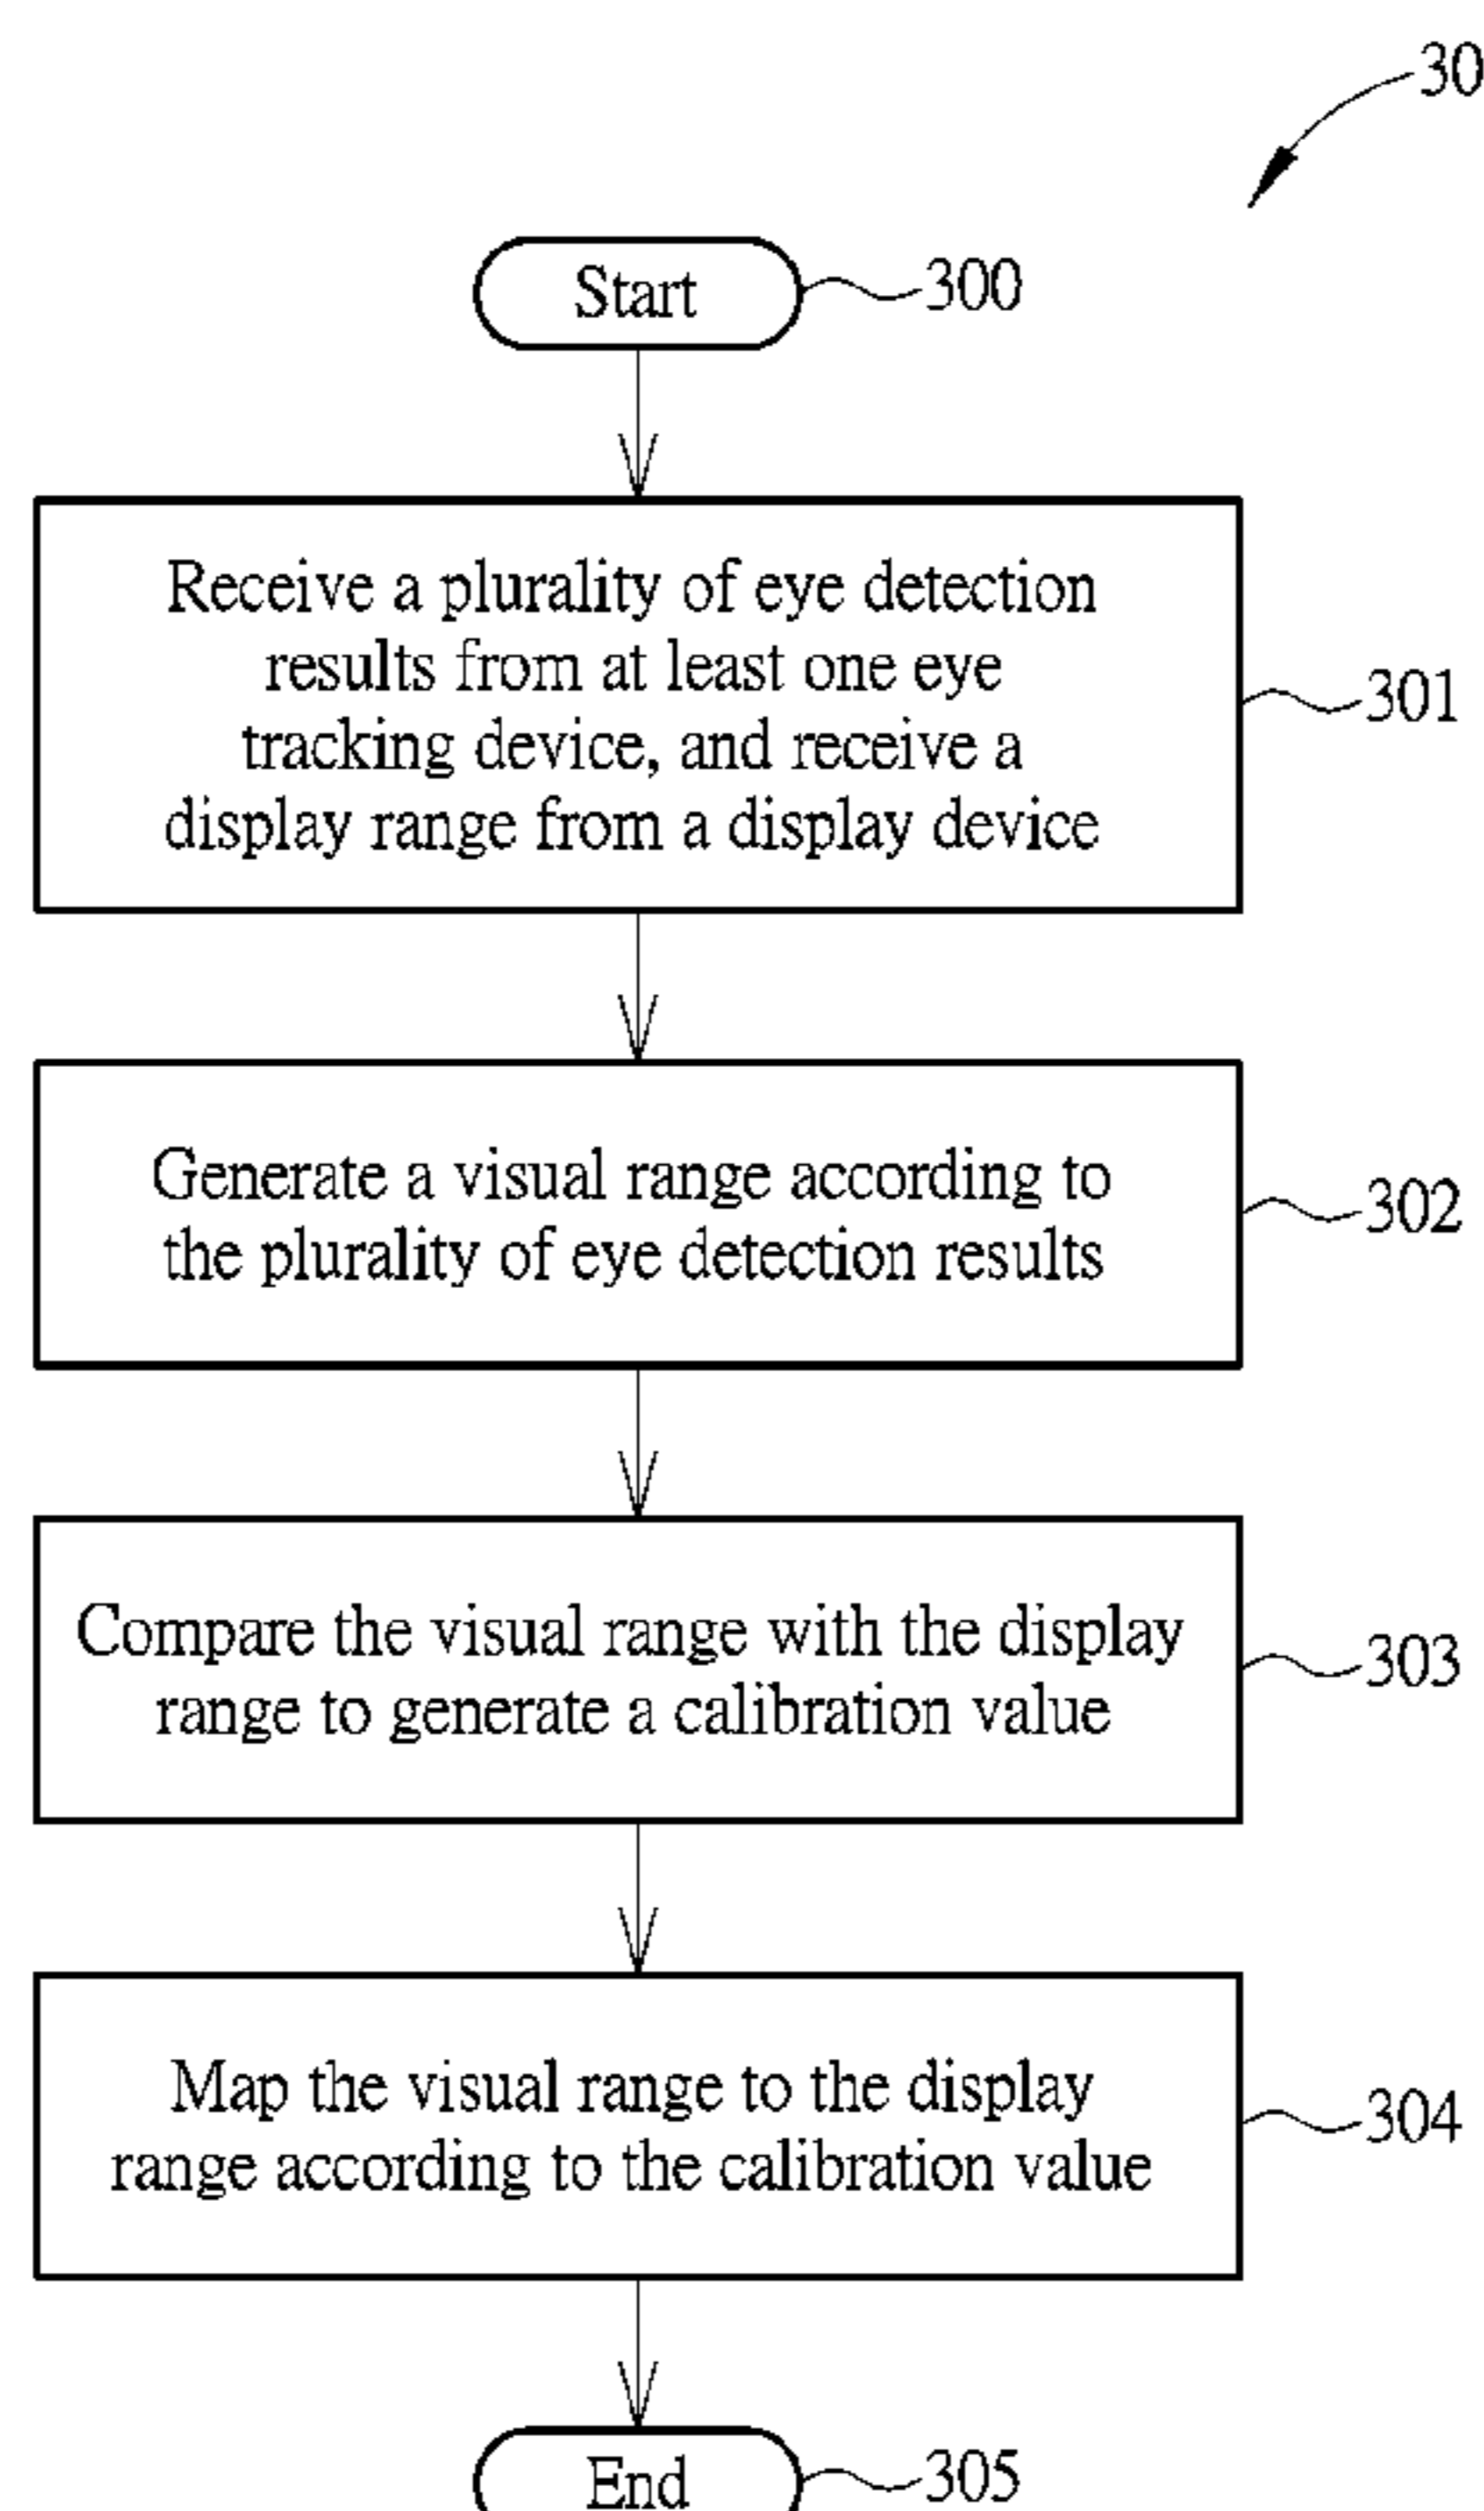 30
Start
300
Receive a plurality of eye detection
results from at least one eye
tracking device, and receive a
display range from a display device
301
Generate a visual range according to
the plurality of eye detection results
302
Compare the visual range with the display
range to generate a calibration value
303
Map the visual range to the display
range according to the calibration value
304
End
305